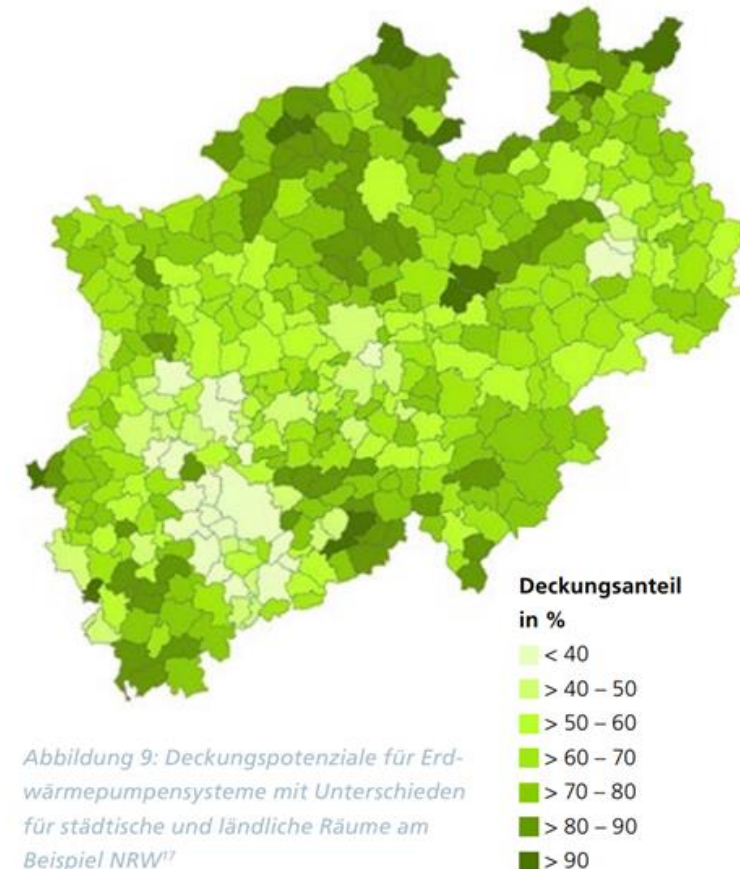 Deckungsanteil
in %
< 40
> 40 – 50
> 50 – 60
> 60 – 70
> 70 – 80
> 80 – 90
> 90
Abbildung 9: Deckungspotenziale für Erd-
wärmepumpensysteme mit Unterschieden
für städtische und ländliche Räume am
Beispiel NRW¹⁷